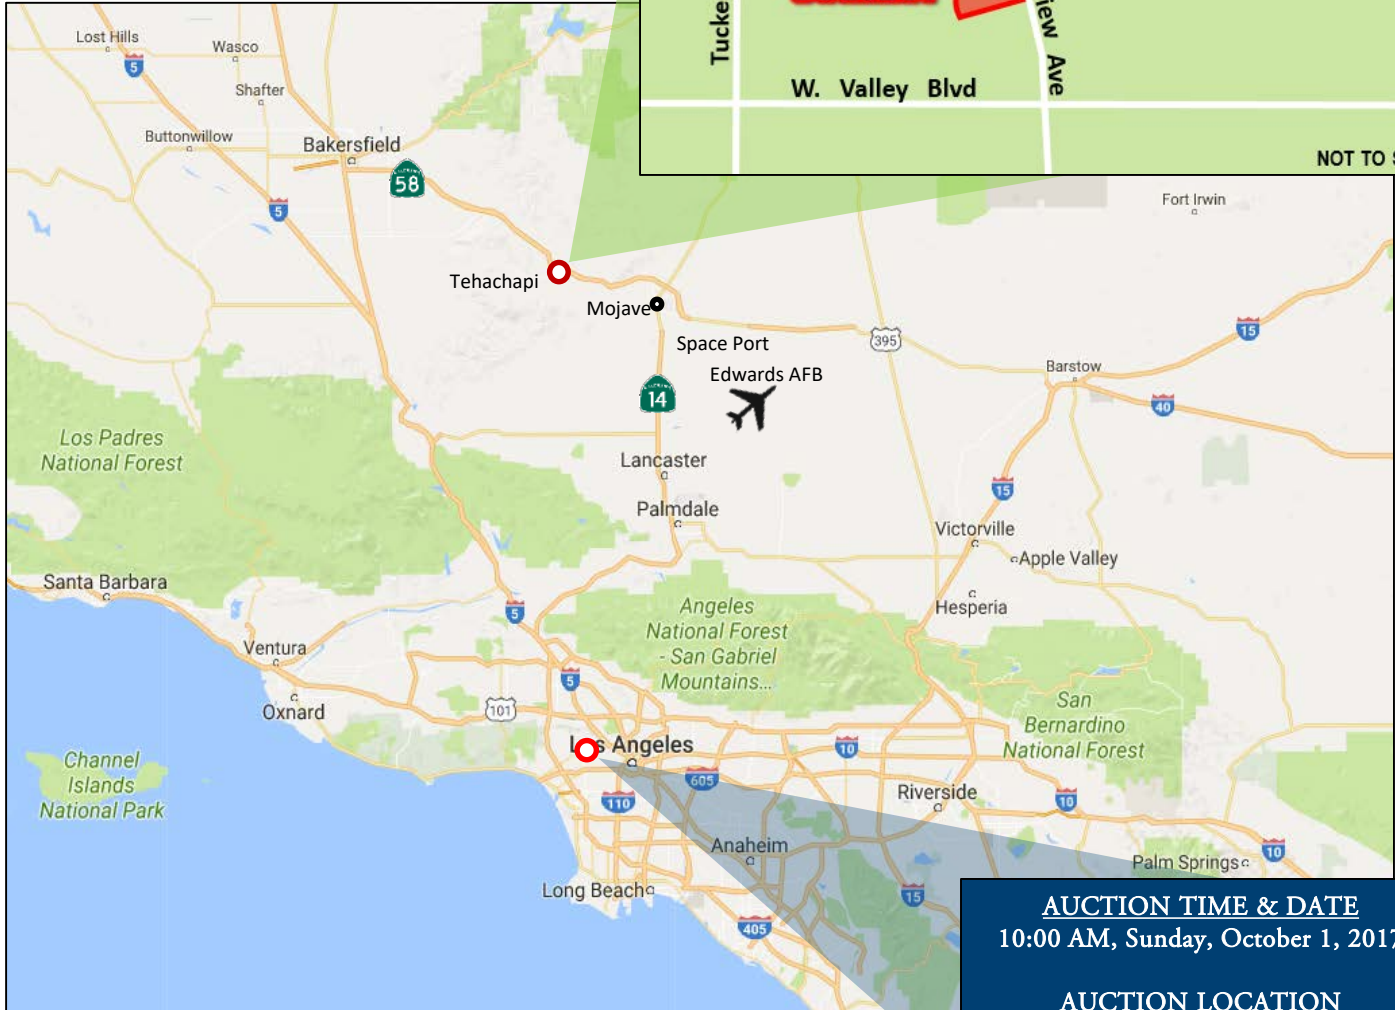 Tucke
iew Ave
W. Valley Blvd
NOT TO
Lost Hills
5
Wasco
Shafter
Buttonwillow
Bakersfield
58
5
Fort Irwin
Tehachapi
Mojave
15
395
Space Port
Edwards AFB
14
Barstow
40
Los Padres
National Forest
Lancaster
15
Palmdale
Victorville
Apple Valley
Santa Barbara
5
Angeles
National Forest
- San Gabriel
Mountains...
Hesperia
Ventura
5
Oxnard
101
San
Bernardino
National Forest
Los Angeles
10
Channel
Islands
National Park
605
110
Riverside
10
Anaheim
10
Palm Springs
Long Beach
15
405
AUCTION TIME & DATE
10:00 AM, Sunday, October 1, 2017
AUCTION LOCATION